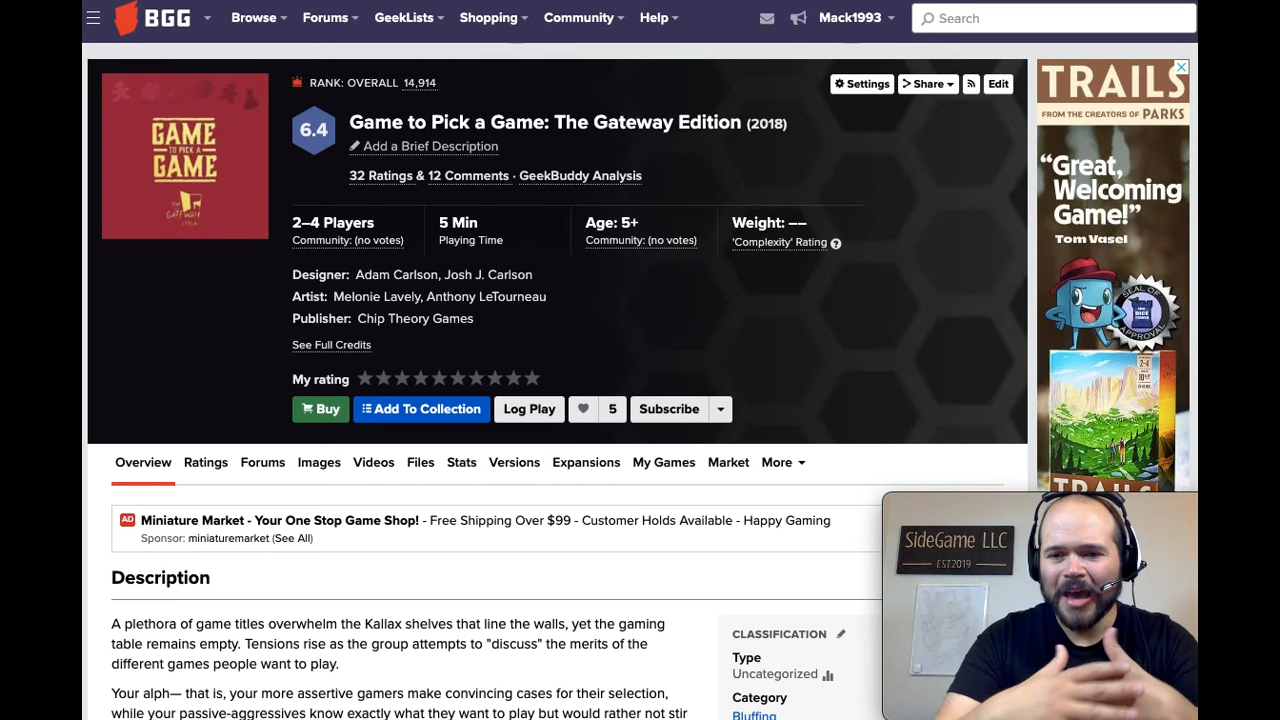 BGG
Browse
Forums
GeekLists
Shopping
Community
Help
Mack1993
Search
GAME
TO PICK A
GAME
THE
GATEWAY
RANK: OVERALL 14,914
Settings
Share
Edit
6.4
Game to Pick a Game: The Gateway Edition (2018)
Add a Brief Description
32 Ratings & 12 Comments · GeekBuddy Analysis
2–4 Players
Community: (no votes)
5 Min
Playing Time
Age: 5+
Community: (no votes)
Weight: --
'Complexity' Rating
Designer: Adam Carlson, Josh J. Carlson
Artist: Melonie Lavely, Anthony LeTourneau
Publisher: Chip Theory Games
See Full Credits
My rating
Buy
Add To Collection
Log Play
5
Subscribe
TRAILS
FROM THE CREATORS OF PARKS
“Great,
Welcoming
Game!”
Tom Vasel
SEAL OF
the
DICE
TOWER
APPROVAL
TRAILS
Overview
Ratings
Forums
Images
Videos
Files
Stats
Versions
Expansions
My Games
Market
More
AD
Miniature Market - Your One Stop Game Shop! - Free Shipping Over $99 - Customer Holds Available - Happy Gaming
Sponsor: miniaturemarket (See All)
Description
A plethora of game titles overwhelm the Kallax shelves that line the walls, yet the gaming
table remains empty. Tensions rise as the group attempts to "discuss" the merits of the
different games people want to play.
Your alph— that is, your more assertive gamers make convincing cases for their selection,
while your passive-aggressives know exactly what they want to play but would rather not stir
CLASSIFICATION
Type
Uncategorized
Category
Bluffing
SideGame LLC
EST.2019